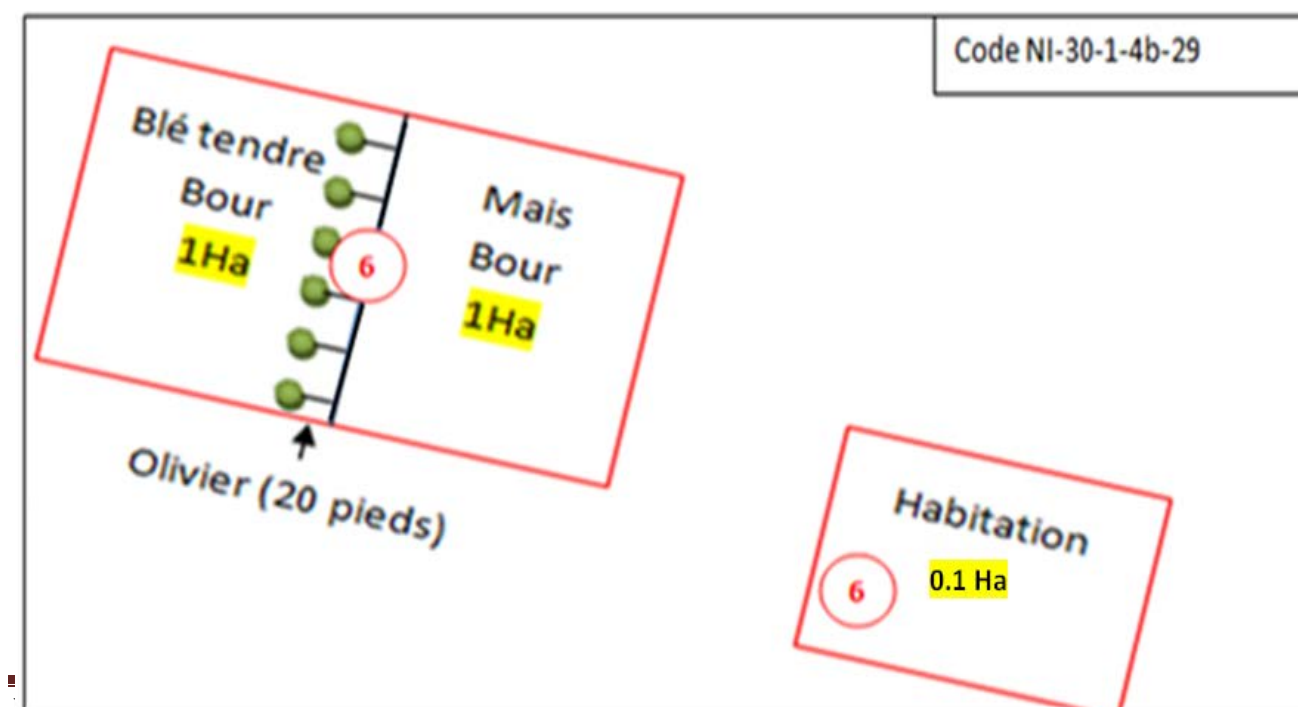 Code NI-30-1-4b-29
Blé tendre
Bour
1Ha
6
Mais
Bour
1Ha
Olivier (20 pieds)
Habitation
6
0.1 Ha